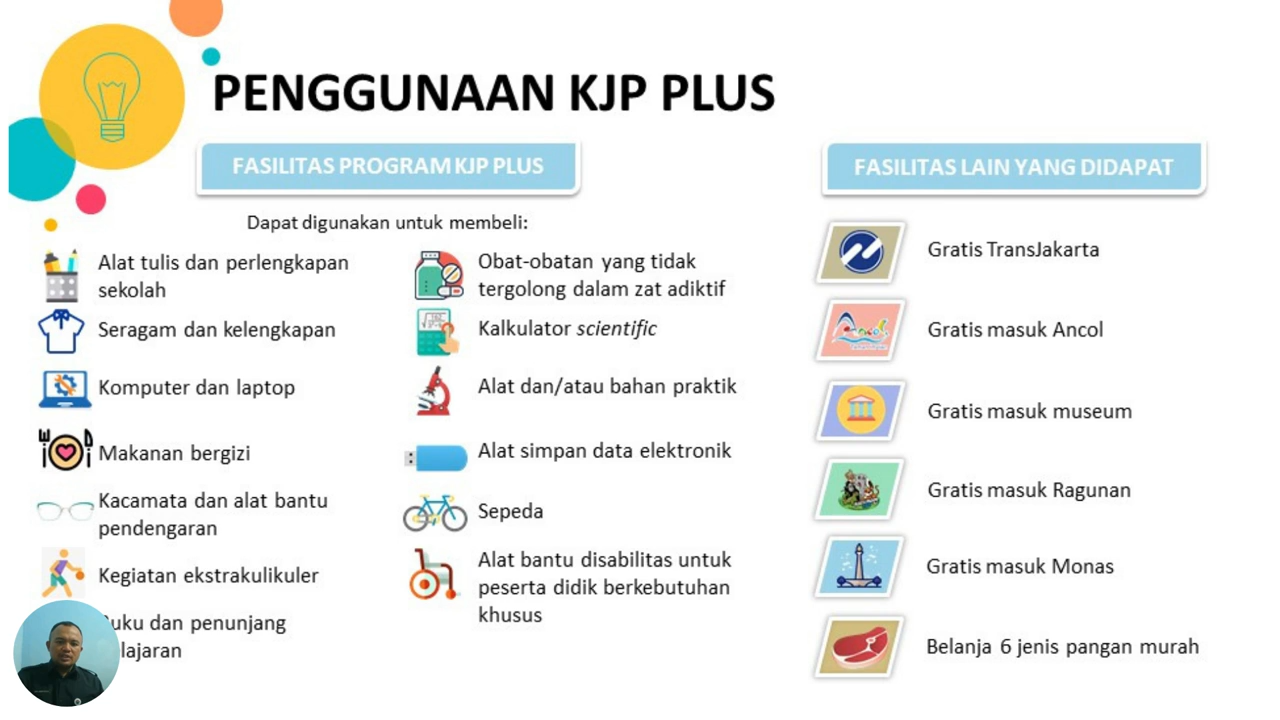 PENGGUNAAN KJP PLUS
FASILITAS PROGRAM KJP PLUS
Dapat digunakan untuk membeli:
Alat tulis dan perlengkapan
sekolah
Seragam dan kelengkapan
Komputer dan laptop
Makanan bergizi
Kacamata dan alat bantu
pendengaran
Kegiatan ekstrakulikuler
dan penunjang
Obat-obatan yang tidak
tergolong dalam zat adiktif
Kalkulator scientific
Alat dan/atau bahan praktik
Alat simpan data elektronik
Sepeda
Alat bantu disabilitas untuk
peserta didik berkebutuhan
khusus
FASILITAS LAIN YANG DIDAPAT
Gratis TransJakarta
Ancol
Gratis masuk Ancol
Gratis masuk museum
Gratis masuk Ragunan
Gratis masuk Monas
Belanja 6 jenis pangan murah